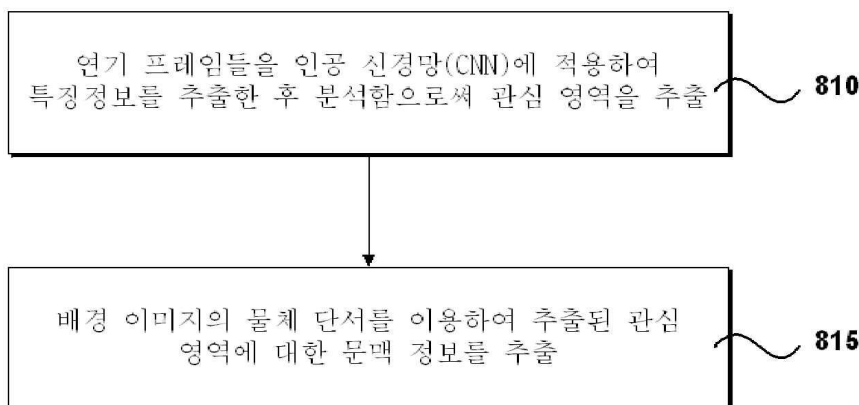 연기 프레임들을 인공 신경망(CNN)에 적용하여
특징정보를 추출한 후 분석함으로써 관심 영역을 추출
810
배경 이미지의 물체 단서를 이용하여 추출된 관심
영역에 대한 문맥 정보를 추출
815